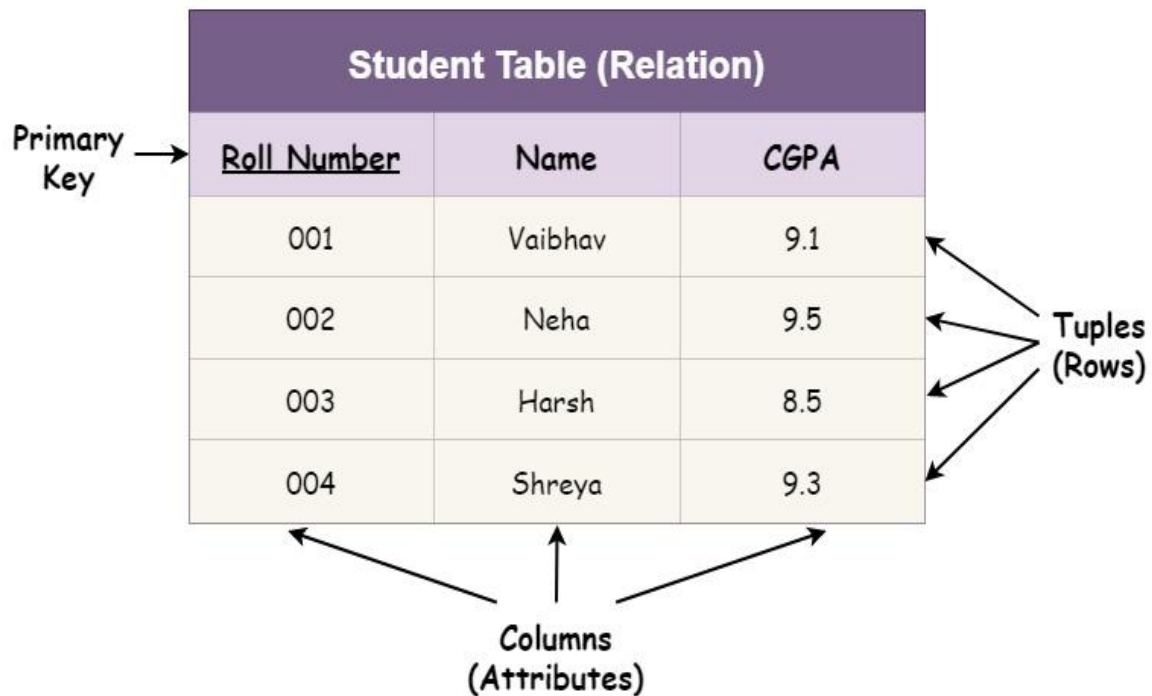 Student Table (Relation)
Primary
Key
Roll Number Name CGPA
001 Vaibhav 9.1
002 Neha 9.5
003 Harsh 8.5
004 Shreya 9.3
Tuples
(Rows)
Columns
(Attributes)